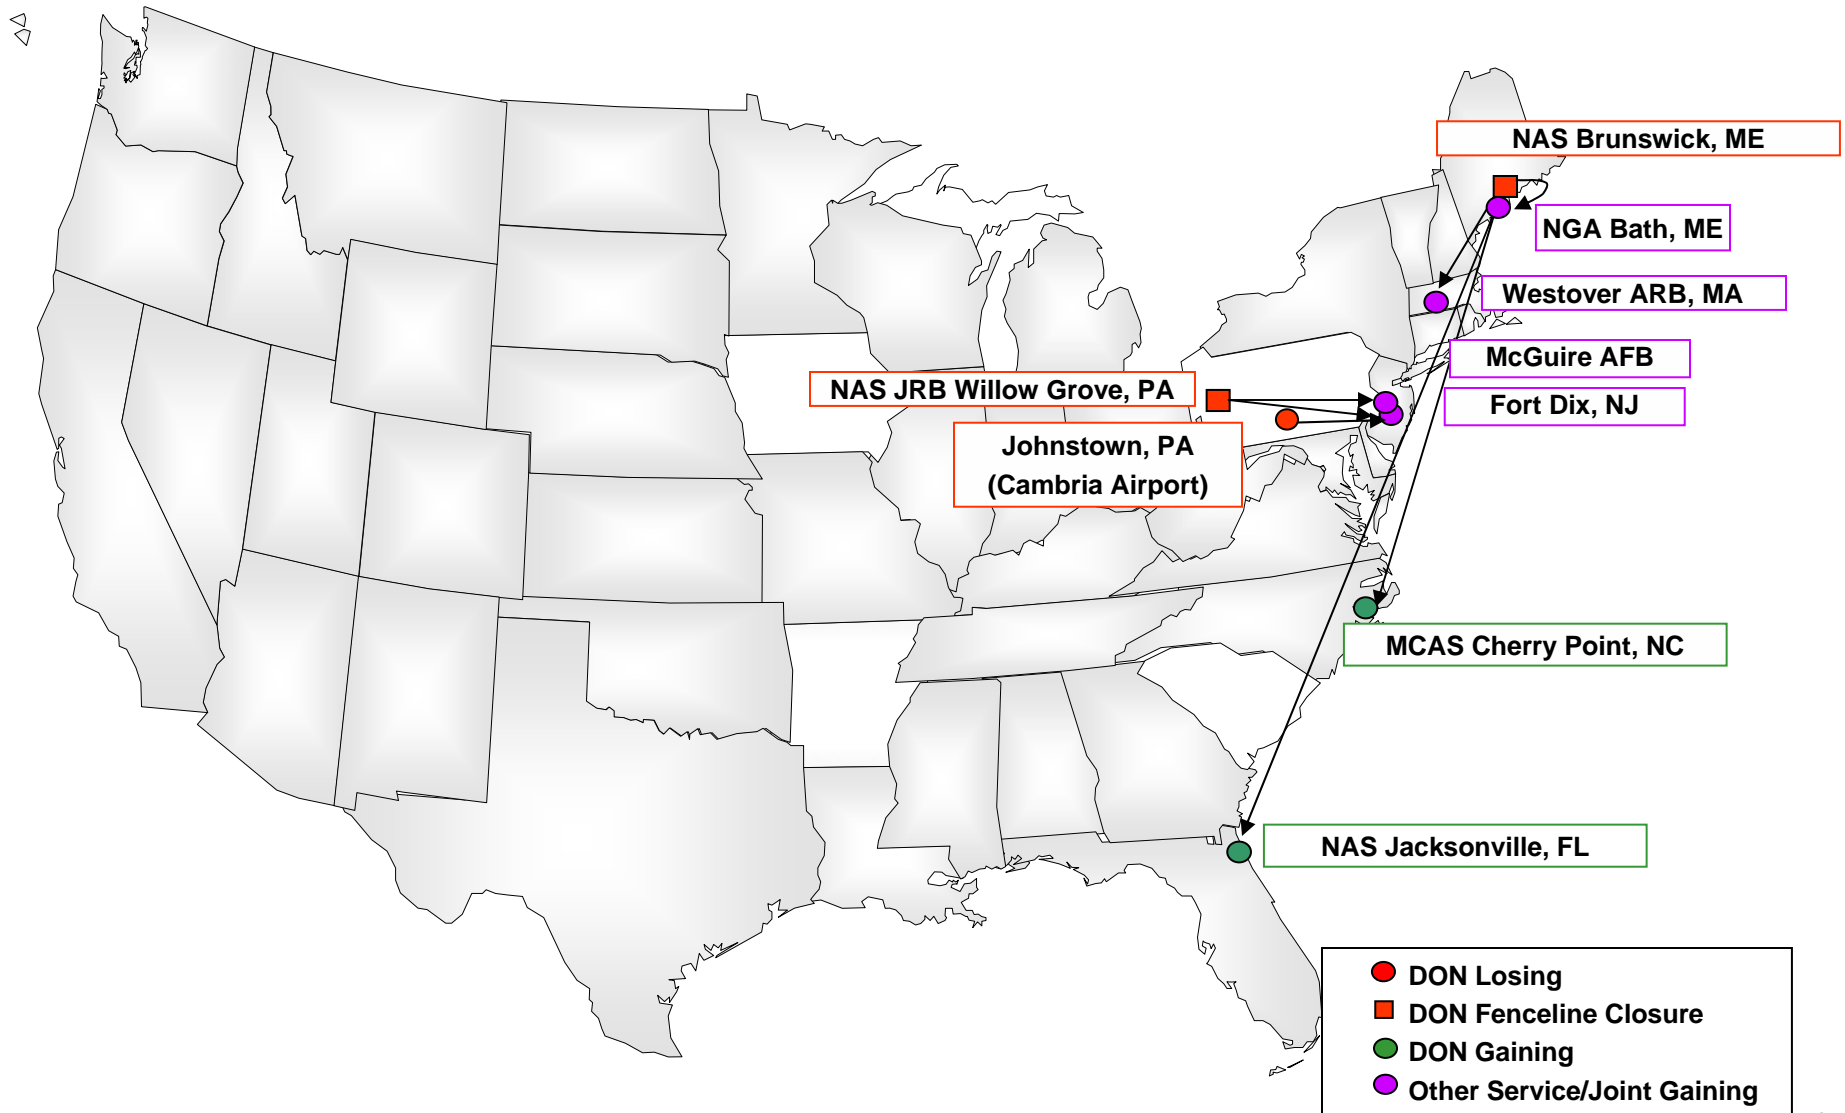 NAS Brunswick, ME
NGA Bath, ME
Westover ARB, MA
McGuire AFB
NAS JRB Willow Grove, PA
Fort Dix, NJ
Johnstown, PA
(Cambria Airport)
MCAS Cherry Point, NC
NAS Jacksonville, FL
DON Losing
DON Fenceline Closure
DON Gaining
Other Service/Joint Gaining